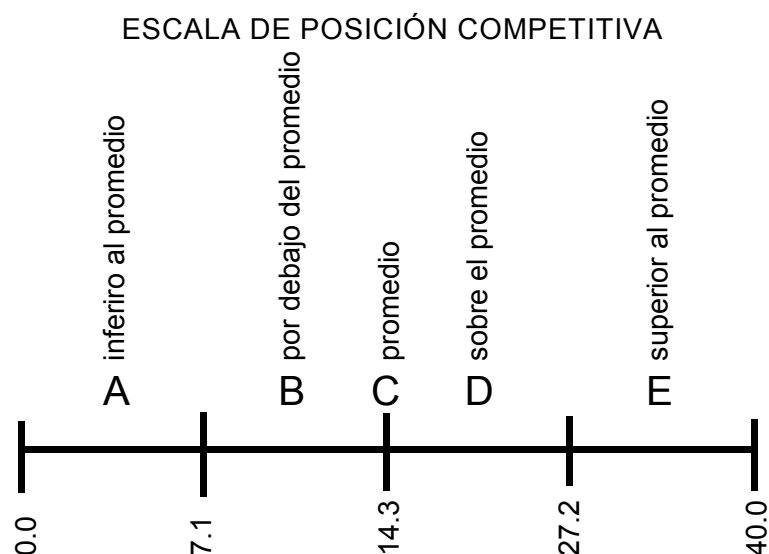 ESCALA DE POSICIÓN COMPETITIVA
inferiro al promedio
por debajo del promedio
promedio
sobre el promedio
superior al promedio
A
B
C
D
E
0.0
7.1
14.3
27.2
40.0